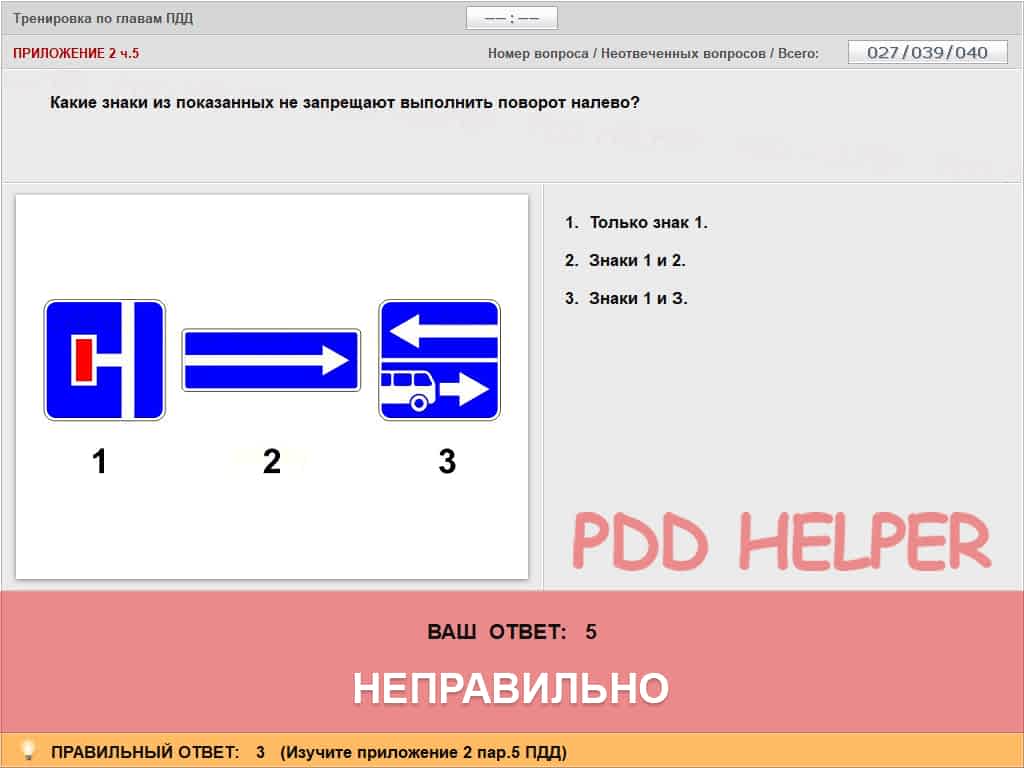 Тренировка по главам ПДД
—— : ——
ПРИЛОЖЕНИЕ 2 ч.5
Номер вопроса / Неотвеченных вопросов / Всего:
027/039/040
Какие знаки из показанных не запрещают выполнить поворот налево?
1. Только знак 1.
2. Знаки 1 и 2.
3. Знаки 1 и 3.
1
2
3
PDD HELPER
ВАШ ОТВЕТ: 5
НЕПРАВИЛЬНО
ПРАВИЛЬНЫЙ ОТВЕТ: 3 (Изучите приложение 2 пар.5 ПДД)